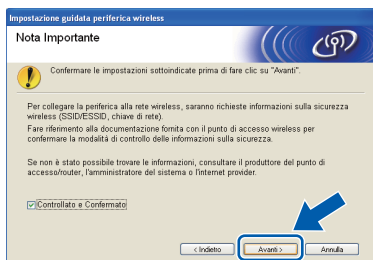 Impostazione guidata periferica wireless
Nota Importante
Confermare le impostazioni sottoindicate prima di fare clic su "Avanti".
Per collegare la periferica alla rete wireless, saranno richieste informazioni sulla sicurezza
wireless (SSID/ESSID, chiave di rete).
Fare riferimento alla documentazione fornita con il punto di accesso wireless per
confermare la modalità di controllo delle informazioni sulla sicurezza.
Se non è stato possibile trovare le informazioni, consultare il produttore del punto di
accesso/router, l'amministratore del sistema o l'internet provider.
Controllato e Confermato
< Indietro Avanti > Annulla